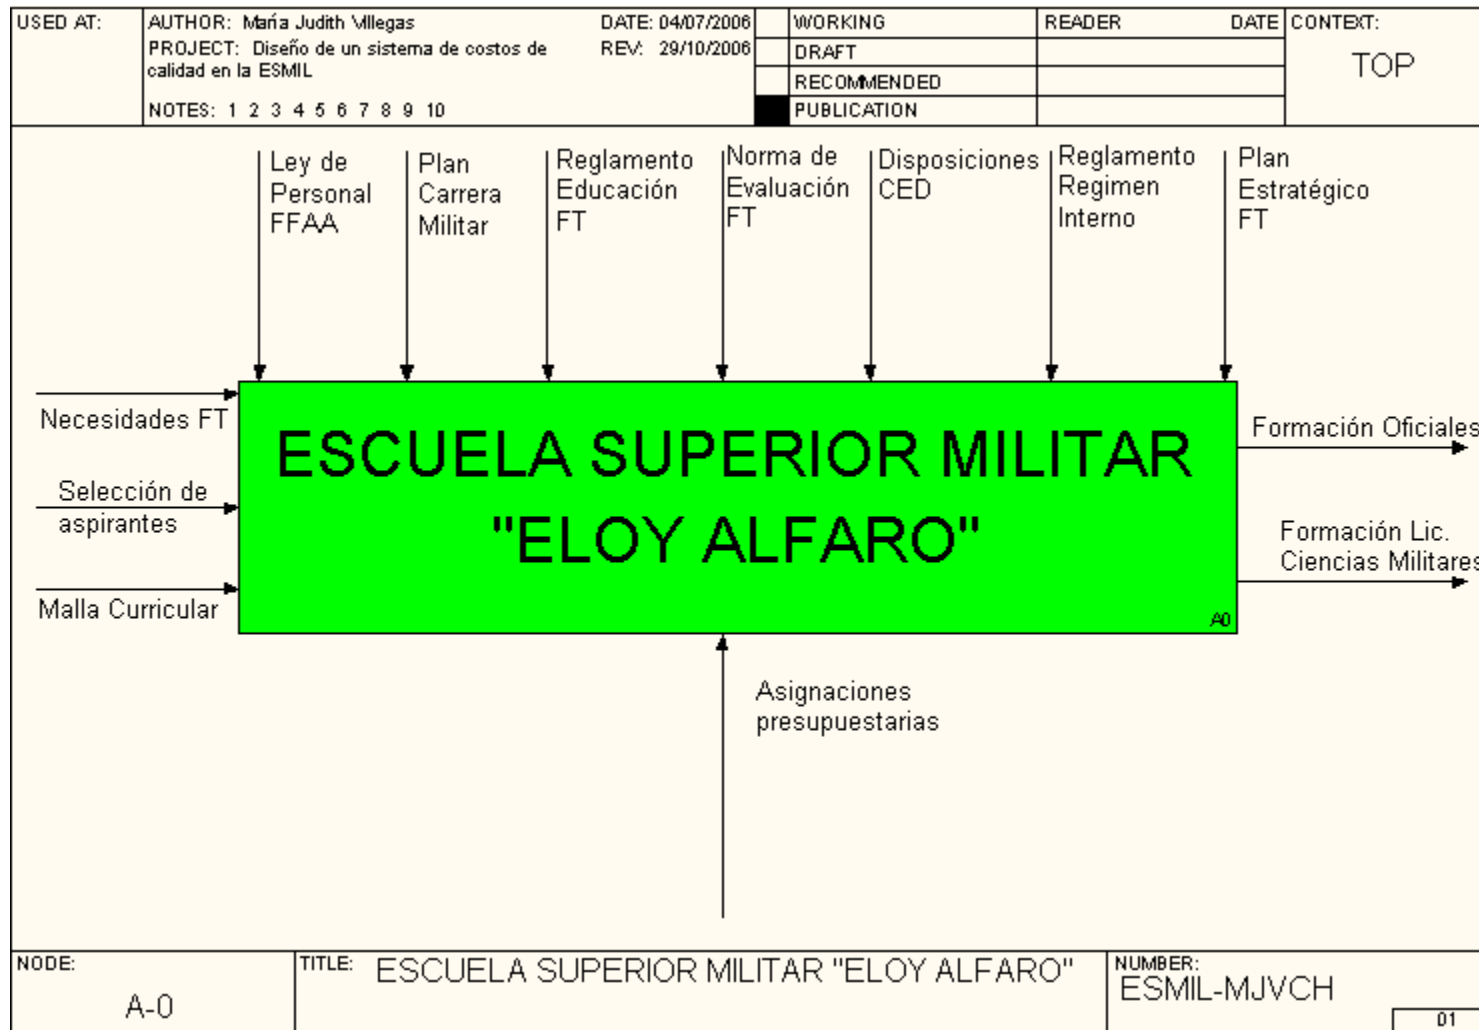 USED AT:
AUTHOR: María Judith Villegas
DATE: 04/07/2006
PROJECT: Diseño de un sistema de costos de
calidad en la ESMIL
REV: 29/10/2006
NOTES: 1 2 3 4 5 6 7 8 9 10
WORKING
DRAFT
RECOMMENDED
PUBLICATION
READER DATE
CONTEXT:
TOP
Ley de
Personal
FFAA
Plan
Carrera
Militar
Reglamento
Educación
FT
Norma de
Evaluación
FT
Disposiciones
CED
Reglamento
Regimen
Interno
Plan
Estratégico
FT
Necesidades FT
Selección de
aspirantes
Malla Curricular
ESCUELA SUPERIOR MILITAR
"ELOY ALFARO"
A0
Formación Oficiales
Formación Lic.
Ciencias Militares
Asignaciones
presupuestarias
NODE:
A-0
TITLE: ESCUELA SUPERIOR MILITAR "ELOY ALFARO"
NUMBER:
ESMIL-MJVCH
01